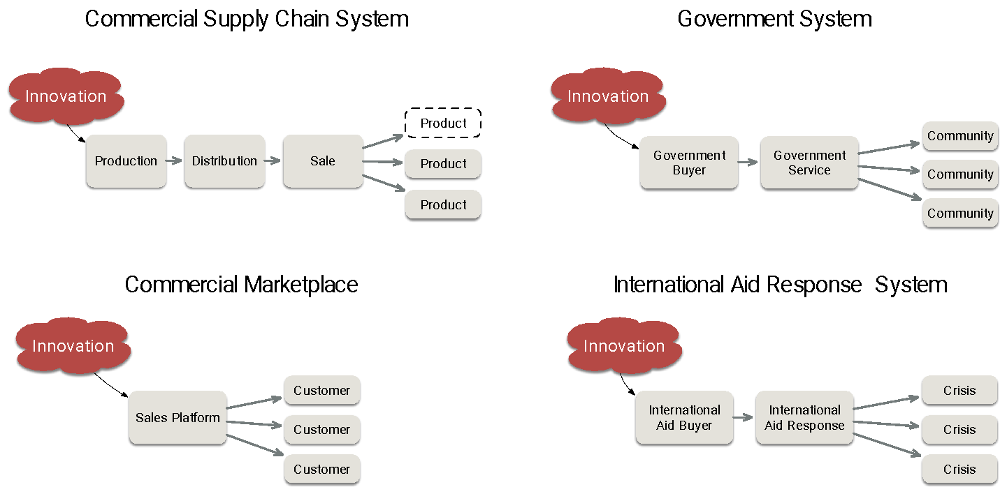 Commercial Supply Chain System
Innovation
Production
Distribution
Sale
Product
Product
Product
Government System
Innovation
Government
Buyer
Government
Service
Community
Community
Community
Commercial Marketplace
Innovation
Sales Platform
Customer
Customer
Customer
International Aid Response  System
Innovation
International
Aid Buyer
International
Aid Response
Crisis
Crisis
Crisis